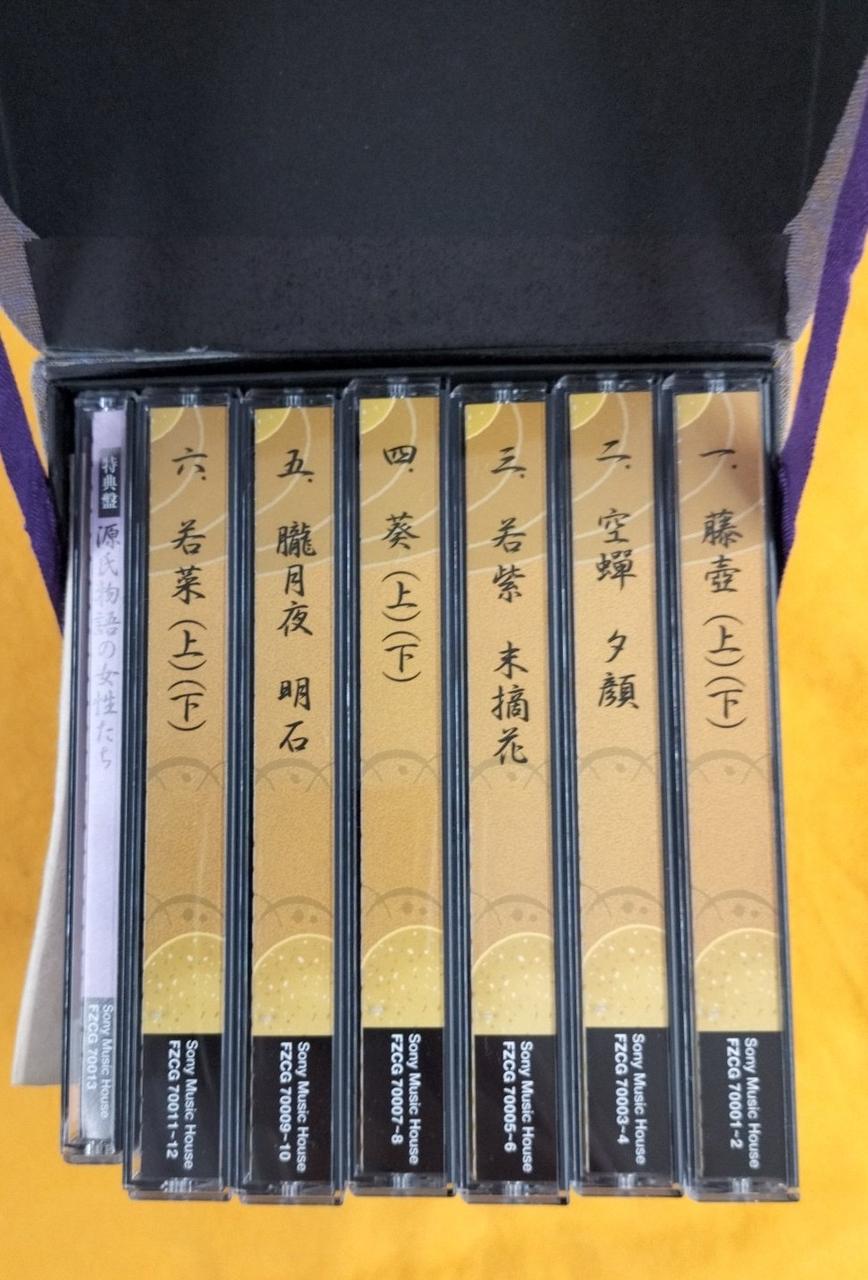 一. 藤壺(上)(下)
Sony Music House
FZCG 70001~2
二. 空蟬 夕顔
Sony Music House
FZCG 70003~4
三. 若紫 末摘花
Sony Music House
FZCG 70005~6
四. 葵(上)(下)
Sony Music House
FZCG 70007~8
五. 朧月夜 明石
Sony Music House
FZCG 70009~10
六. 若菜(上)(下)
Sony Music House
FZCG 70011~12
特典盤 源氏物語の女性たち
Sony Music House
FZCG 70013